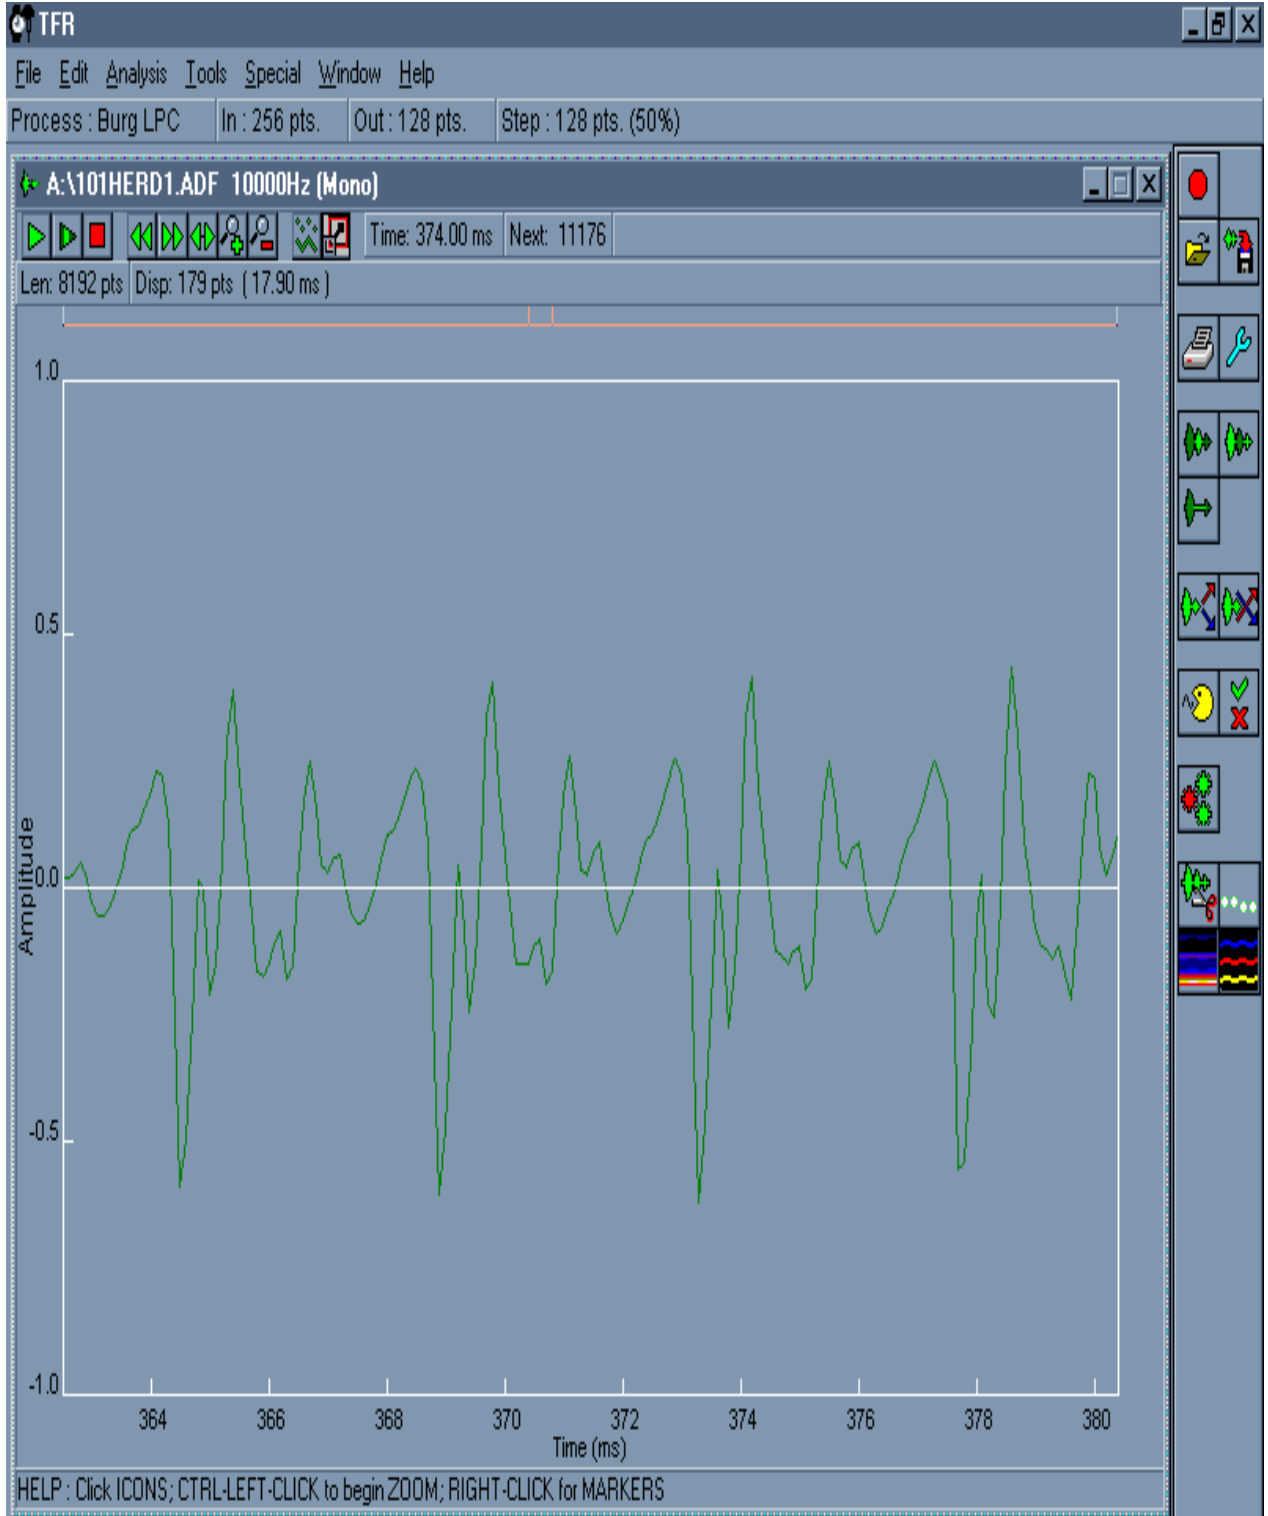 TFR
File Edit Analysis Tools Special Window Help
Process : Burg LPC In : 256 pts. Out : 128 pts. Step : 128 pts. (50%)
A:\101HERD1.ADF 10000Hz (Mono)
Time: 374.00 ms Next: 11176
Len: 8192 pts Disp: 179 pts ( 17.90 ms )
1.0
0.5
0.0
-0.5
-1.0
Amplitude
364 366 368 370 372 374 376 378 380
Time (ms)
HELP : Click ICONS; CTRL-LEFT-CLICK to begin ZOOM; RIGHT-CLICK for MARKERS